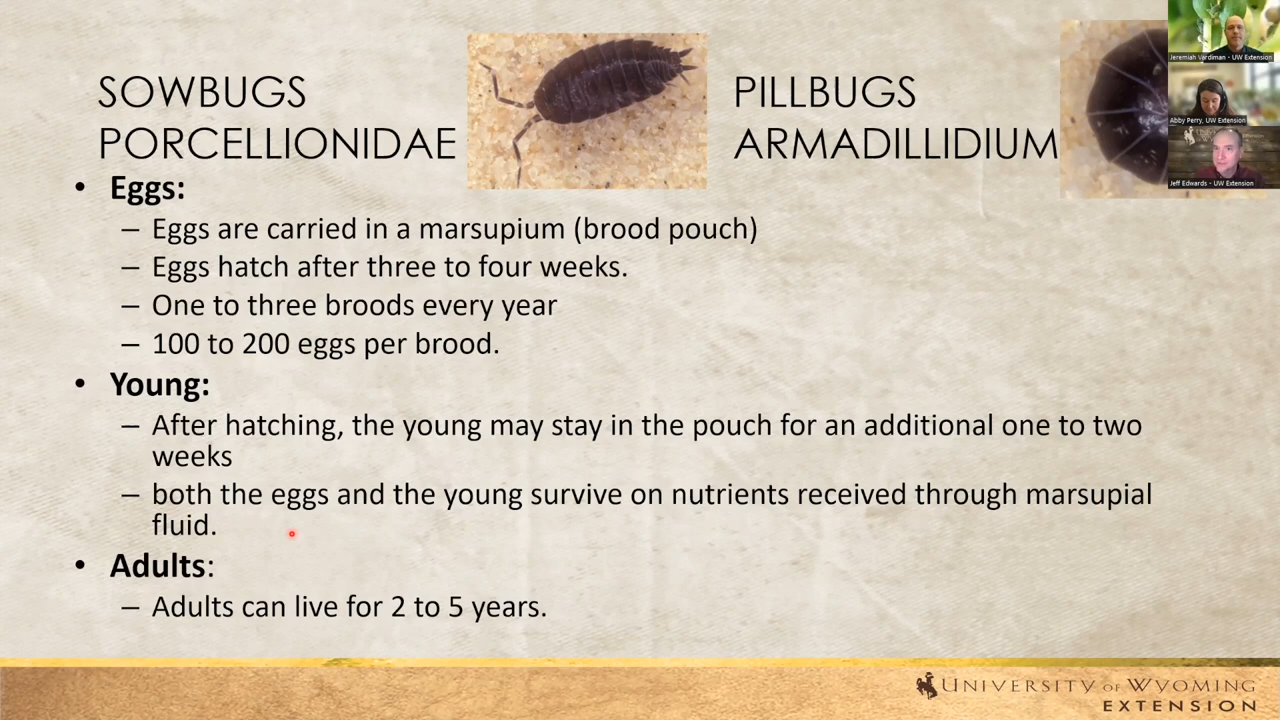 SOWBUGS
PORCELLIONIDAE
PILLBUGS
ARMADILLIDIUM
• Eggs:
– Eggs are carried in a marsupium (brood pouch)
– Eggs hatch after three to four weeks.
– One to three broods every year
– 100 to 200 eggs per brood.
• Young:
– After hatching, the young may stay in the pouch for an additional one to two
weeks
– both the eggs and the young survive on nutrients received through marsupial
fluid.
• Adults:
– Adults can live for 2 to 5 years.
Jeremiah Vardiman - UW Extension
Abby Perry, UW Extension
Jeff Edwards - UW Extension
UNIVERSITY OF WYOMING
EXTENSION